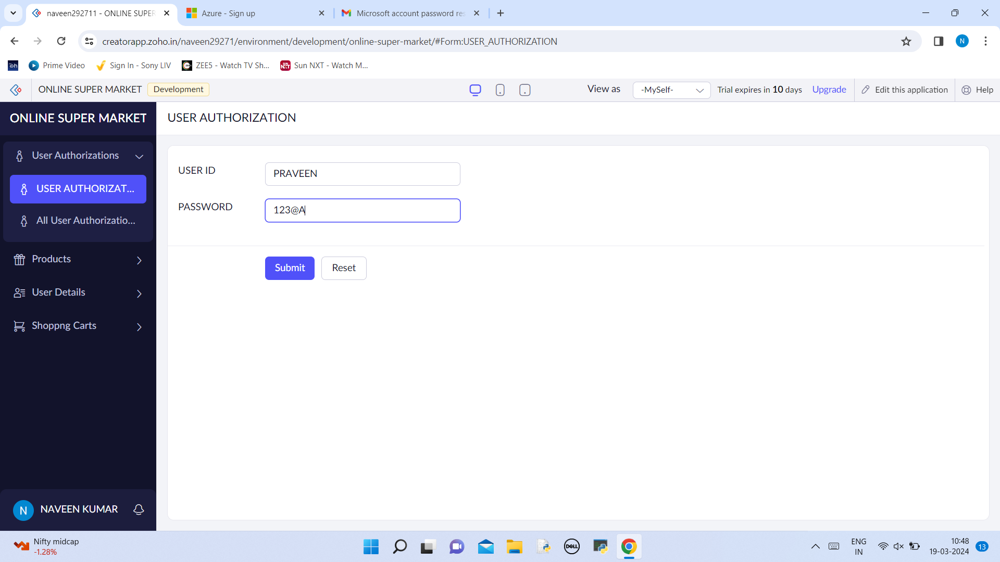 naveen292711 - ONLINE SUPER
Azure - Sign up
Microsoft account password res
creatorapp.zoho.in/naveen29271/environment/development/online-super-market/#Form:USER_AUTHORIZATION
N
Prime Video
Sign In - Sony LIV
ZEE5 - Watch TV Sh...
SUN NXT
Sun NXT - Watch M...
ONLINE SUPER MARKET
Development
View as
-MySelf-
Trial expires in 10 days
Upgrade
Edit this application
Help
ONLINE SUPER MARKET
USER AUTHORIZATION
User Authorizations
USER AUTHORIZAT...
All User Authorizatio...
Products
User Details
Shoppng Carts
USER ID
PRAVEEN
PASSWORD
123@A
Submit
Reset
N
NAVEEN KUMAR
Nifty midcap
-1.28%
DELL
ENG
IN
10:48
19-03-2024
13